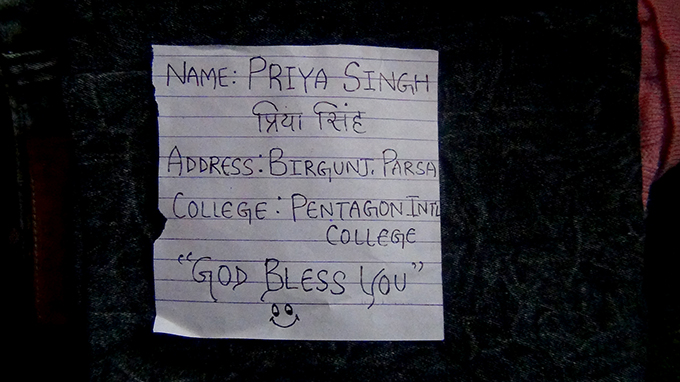 NAME: PRIYA SINGH
प्रिया सिंह
ADDRESS: BIRGUNJ. PARSA
COLLEGE: PENTAGON INTL
COLLEGE
"GOD BLESS YOU"